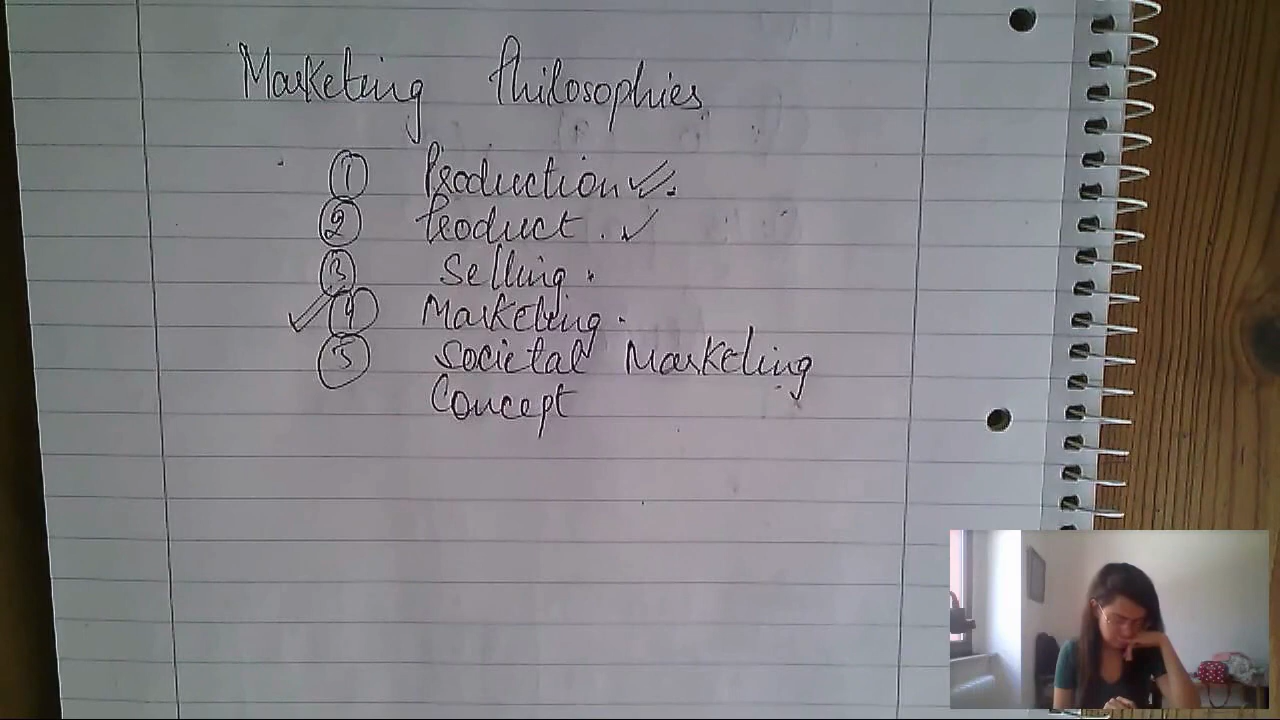 Marketing Philosophies
① Production
② Product.
③ Selling.
④ Marketing.
⑤ Societal Marketing
Concept